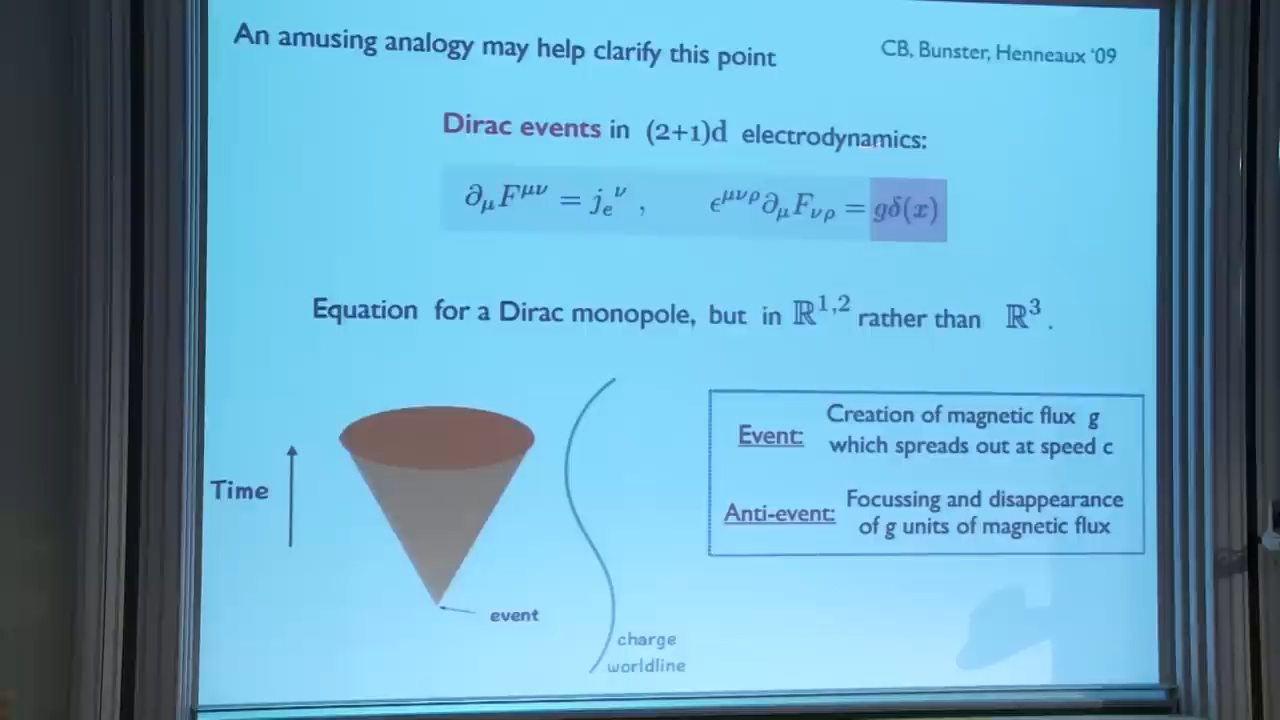 An amusing analogy may help clarify this point
CB, Bunster, Henneaux '09
Dirac events in (2+1)d electrodynamics:
∂_μ F^{μν} = j_e^ν , ε^{μνρ} ∂_μ F_{νρ} = gδ(x)
Equation for a Dirac monopole, but in ℝ^{1,2} rather than ℝ^3 .
Time
event
charge
worldline
Event: Creation of magnetic flux g
which spreads out at speed c
Anti-event: Focussing and disappearance
of g units of magnetic flux